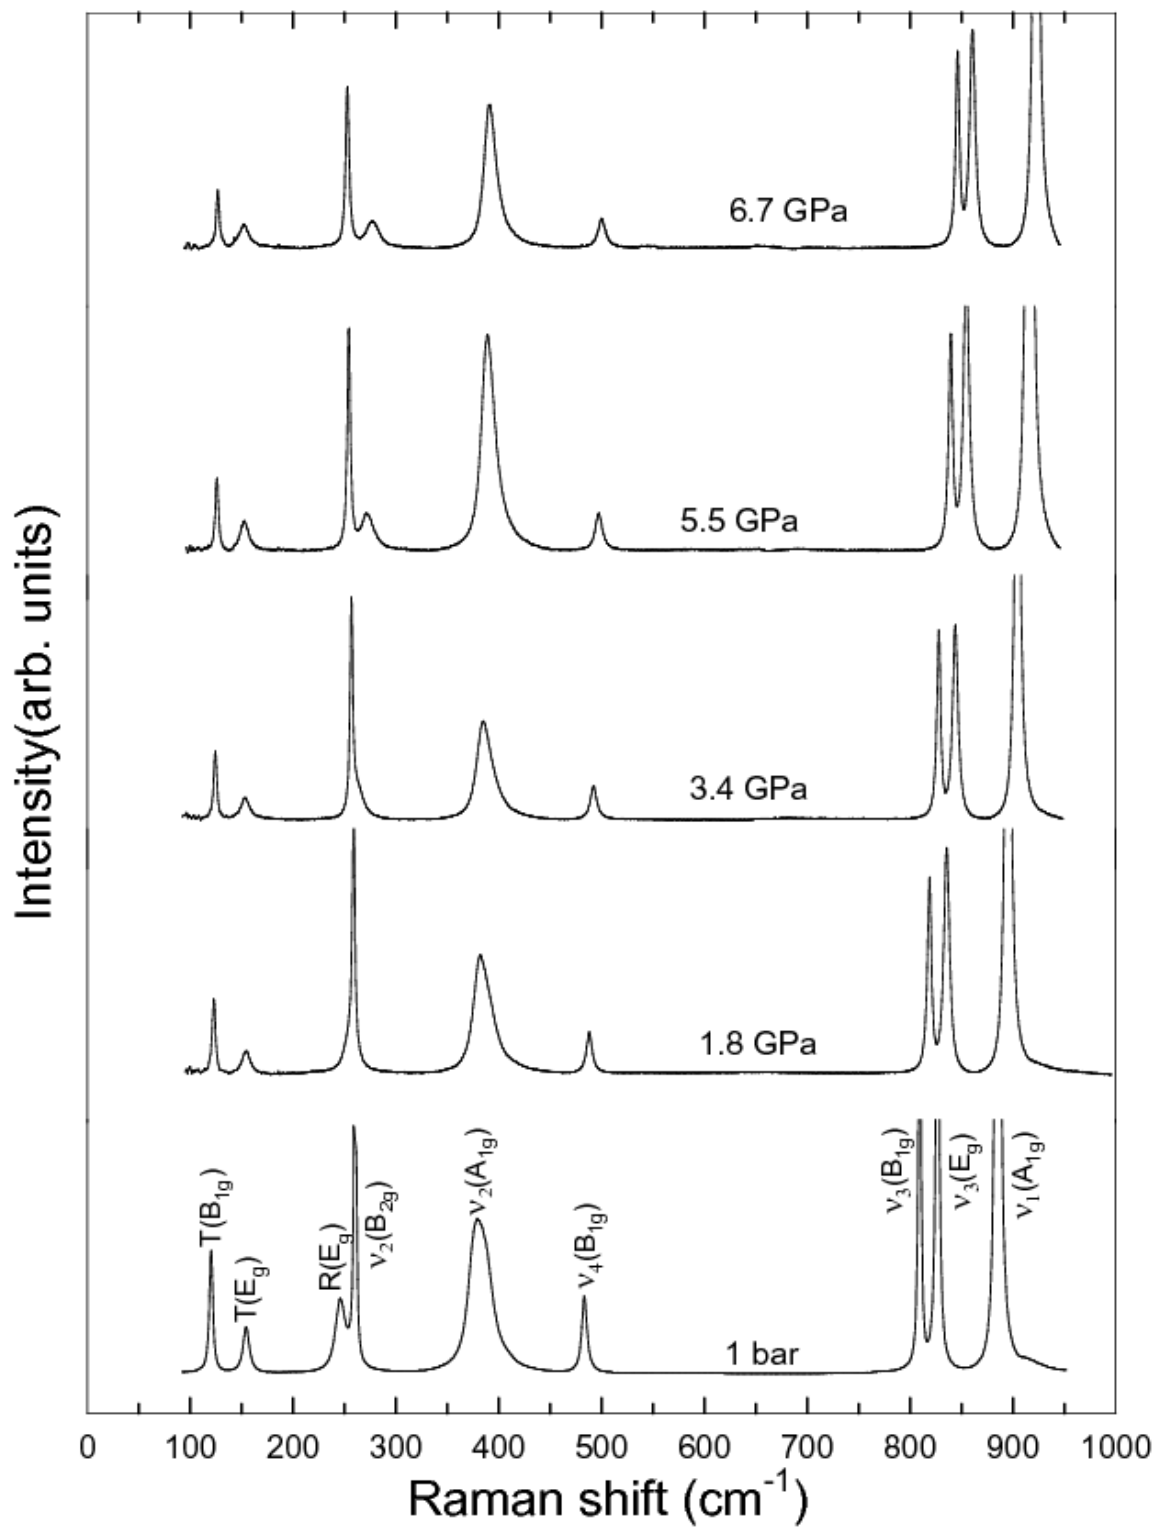 Intensity(arb. units)
6.7 GPa
5.5 GPa
3.4 GPa
1.8 GPa
T(B1g)
T(Eg)
R(Eg)
ν2(B2g)
ν2(A1g)
ν4(B1g)
ν3(B1g)
ν3(Eg)
ν1(A1g)
1 bar
0 100 200 300 400 500 600 700 800 900 1000
Raman shift (cm-1)